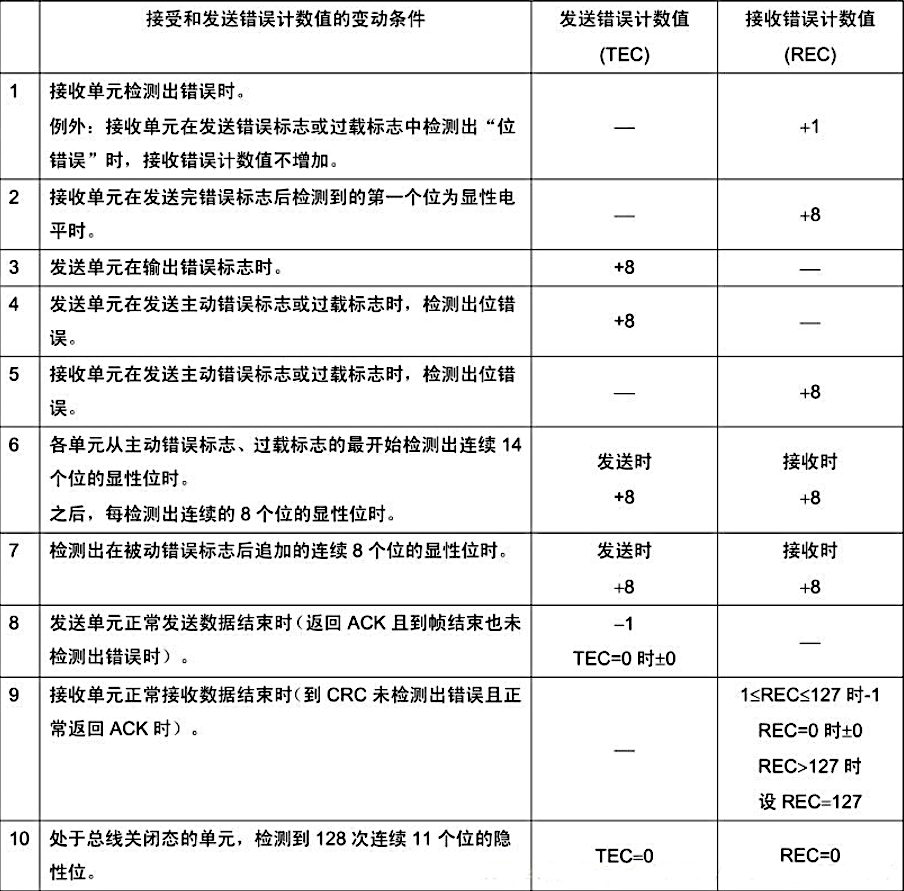 接受和发送错误计数值的变动条件
发送错误计数值
(TEC)
接收错误计数值
(REC)
1
接收单元检测出错误时。
例外：接收单元在发送错误标志或过载标志中检测出“位
错误”时，接收错误计数值不增加。
—
+1
2
接收单元在发送完错误标志后检测到的第一个位为显性电
平时。
—
+8
3
发送单元在输出错误标志时。
+8
—
4
发送单元在发送主动错误标志或过载标志时，检测出位错
误。
+8
—
5
接收单元在发送主动错误标志或过载标志时，检测出位错
误。
—
+8
6
各单元从主动错误标志、过载标志的最开始检测出连续 14
个位的显性位时。
之后，每检测出连续的 8 个位的显性位时。
发送时
+8
接收时
+8
7
检测出在被动错误标志后追加的连续 8 个位的显性位时。
发送时
+8
接收时
+8
8
发送单元正常发送数据结束时（返回 ACK 且到帧结束也未
检测出错误时）。
–1
TEC=0 时±0
—
9
接收单元正常接收数据结束时（到 CRC 未检测出错误且正
常返回 ACK 时）。
—
1≤REC≤127 时-1
REC=0 时±0
REC>127 时
设 REC=127
10
处于总线关闭态的单元，检测到 128 次连续 11 个位的隐
性位。
TEC=0
REC=0